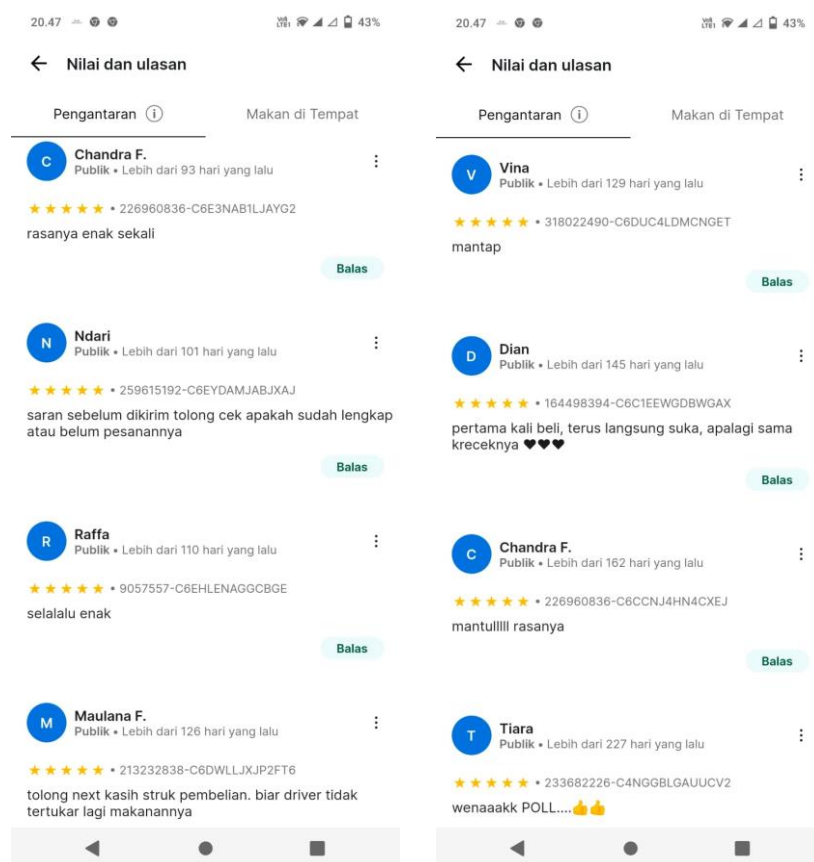 20.47
43%
Nilai dan ulasan
Pengantaran
Makan di Tempat
C
Chandra F.
Publik • Lebih dari 93 hari yang lalu
★ ★ ★ ★ ★ • 226960836-C6E3NAB1LJAYG2
rasanya enak sekali
Balas
N
Ndari
Publik • Lebih dari 101 hari yang lalu
★ ★ ★ ★ ★ • 259615192-C6EYDAMJABJXAJ
saran sebelum dikirim tolong cek apakah sudah lengkap
atau belum pesanannya
Balas
R
Raffa
Publik • Lebih dari 110 hari yang lalu
★ ★ ★ ★ ★ • 9057557-C6EHLENAGGCBGE
selalalu enak
Balas
M
Maulana F.
Publik • Lebih dari 126 hari yang lalu
★ ★ ★ ★ ★ • 213232838-C6DWLLJXJP2FT6
tolong next kasih struk pembelian. biar driver tidak
tertukar lagi makanannya
20.47
43%
Nilai dan ulasan
Pengantaran
Makan di Tempat
V
Vina
Publik • Lebih dari 129 hari yang lalu
★ ★ ★ ★ ★ • 318022490-C6DUC4LDMCNGET
mantap
Balas
D
Dian
Publik • Lebih dari 145 hari yang lalu
★ ★ ★ ★ ★ • 164498394-C6C1EEWGDBWGAX
pertama kali beli, terus langsung suka, apalagi sama
kreceknya ♥♥♥
Balas
C
Chandra F.
Publik • Lebih dari 162 hari yang lalu
★ ★ ★ ★ ★ • 226960836-C6CCNJ4HN4CXEJ
mantulllll rasanya
Balas
T
Tiara
Publik • Lebih dari 227 hari yang lalu
★ ★ ★ ★ ★ • 233682226-C4NGGBLGAUUCV2
wenaaakk POLL....👍👍